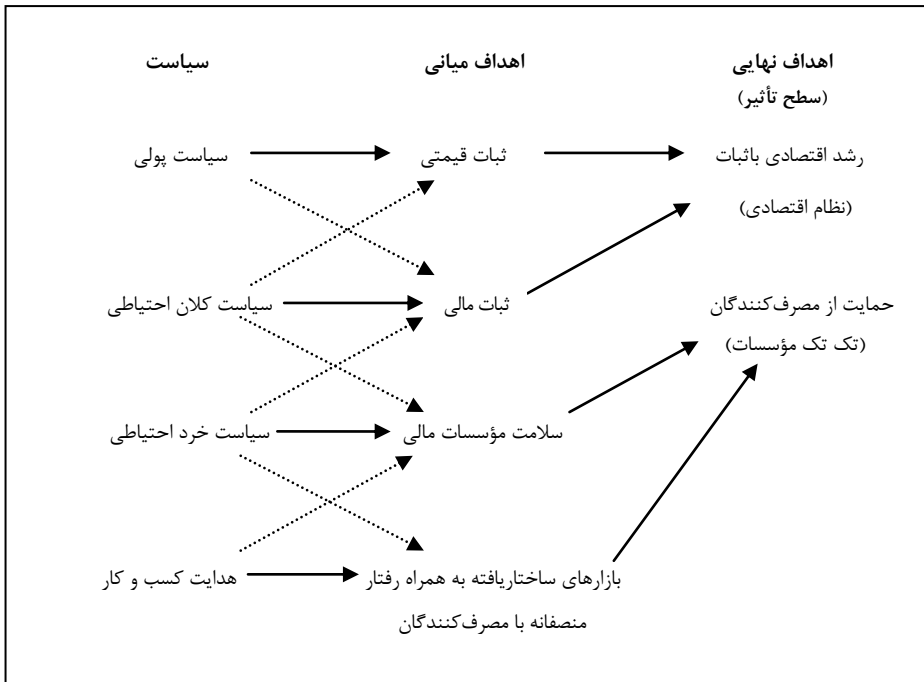 سیاست
اهداف میانی
اهداف نهایی
(سطح تأثیر)
سیاست پولی
ثبات قیمتی
رشد اقتصادی باثبات
(نظام اقتصادی)
سیاست کلان احتیاطی
ثبات مالی
حمایت از مصرف‌کنندگان
(تک تک مؤسسات)
سیاست خرد احتیاطی
سلامت مؤسسات مالی
هدایت کسب و کار
بازارهای ساختاریافته به همراه رفتار
منصفانه با مصرف‌کنندگان